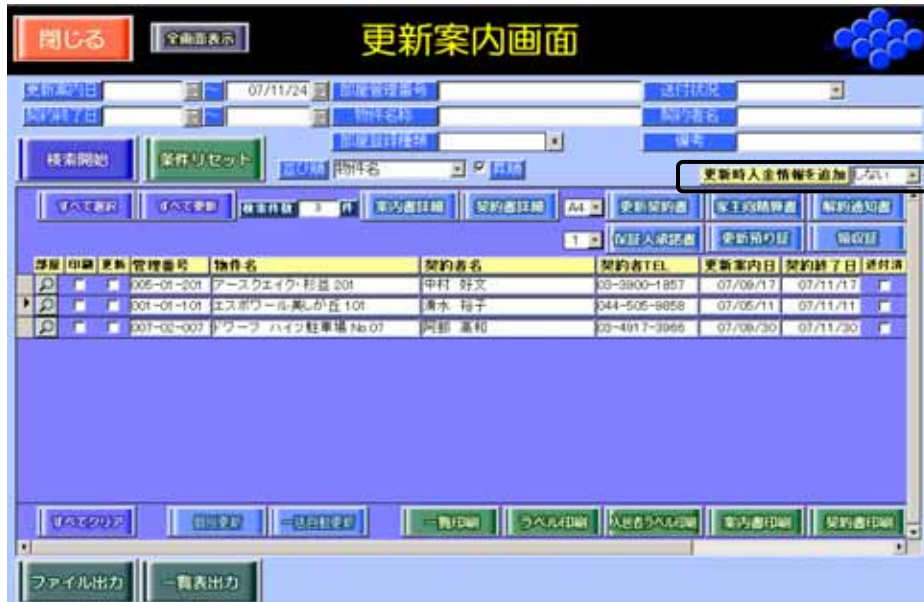 閉じる 全画面表示 更新案内画面
更新案内日 ～ 07/11/24 部屋管理番号 送付状況
契約終了日 ～ 物件名称 契約者名
部屋登録種類 備考
検索開始 条件リセット 並び順 物件名 昇順 更新時入金情報を追加 しない
すべて選択 すべて更新 検索件数 3 件 案内書詳細 契約書詳細 A4 更新契約書 家主向精算書 解約通知書
1 保証人承諾書 更新預り証 領収証
部屋 印刷 更新 管理番号 物件名 契約者名 契約者TEL 更新案内日 契約終了日 送付済
005-01-201 アースクエイク・杉並 201 中村 好文 03-3900-1857 07/09/17 07/11/17
001-01-101 エスポワール美しが丘 101 清水 裕子 044-505-9858 07/05/11 07/11/11
007-02-007 ドワーフ ハイツ駐車場 No.07 阿部 高和 03-4917-3966 07/09/30 07/11/30
すべてクリア 個別更新 一括自動更新 一覧印刷 ラベル印刷 入居者ラベル印刷 案内書印刷 契約書印刷
ファイル出力 一覧表出力